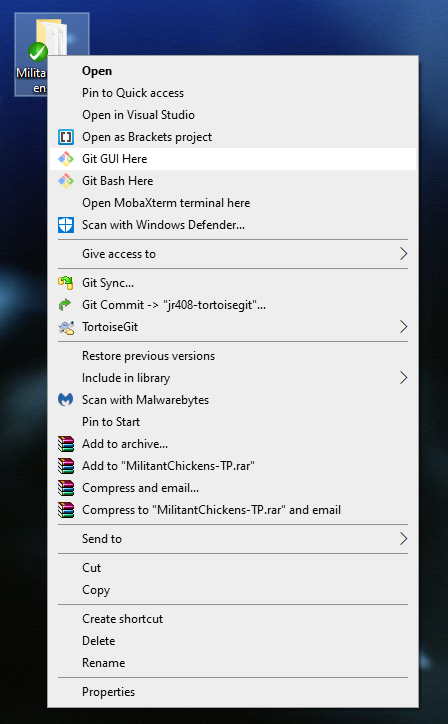 Milita
en
Open
Pin to Quick access
Open in Visual Studio
Open as Brackets project
Git GUI Here
Git Bash Here
Open MobaXterm terminal here
Scan with Windows Defender...
Give access to
Git Sync...
Git Commit -> "jr408-tortoisegit"...
TortoiseGit
Restore previous versions
Include in library
Scan with Malwarebytes
Pin to Start
Add to archive...
Add to "MilitantChickens-TP.rar"
Compress and email...
Compress to "MilitantChickens-TP.rar" and email
Send to
Cut
Copy
Create shortcut
Delete
Rename
Properties